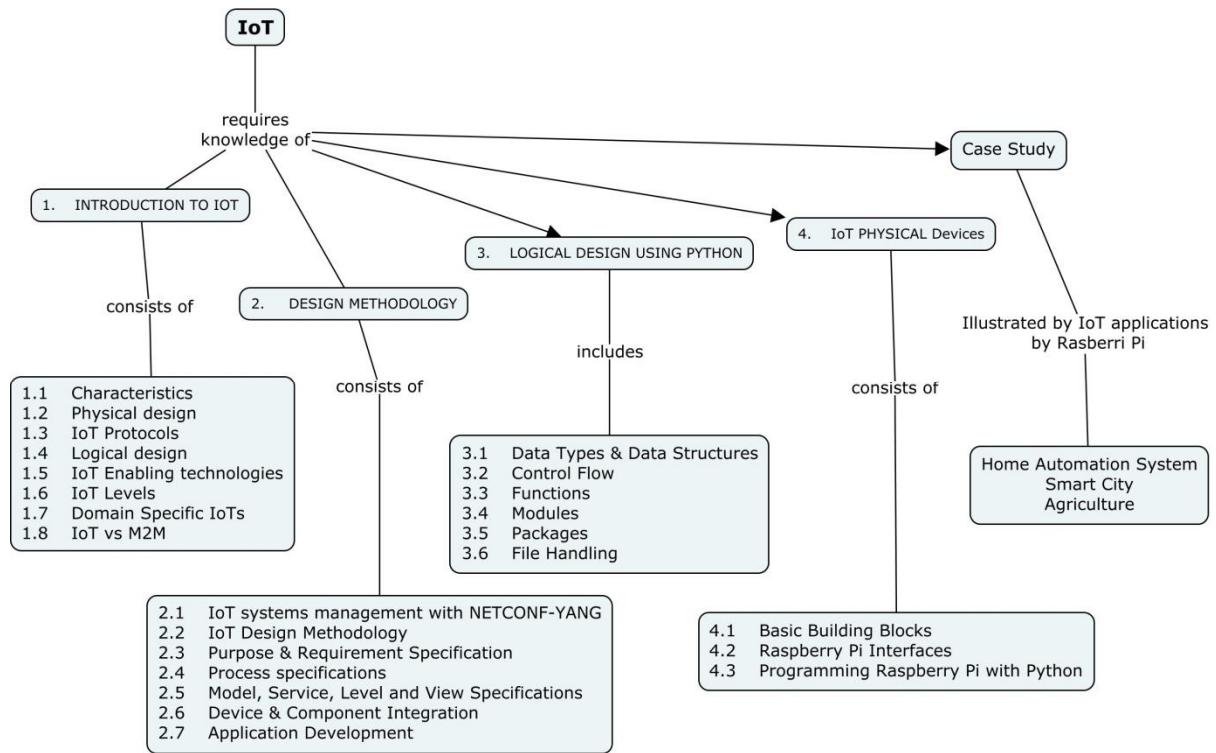 IoT
requires
knowledge of
Case Study
1. INTRODUCTION TO IOT
4. IoT PHYSICAL Devices
3. LOGICAL DESIGN USING PYTHON
consists of
2. DESIGN METHODOLOGY
Illustrated by IoT applications
by Rasberri Pi
includes
consists of
consists of
1.1 Characteristics
1.2 Physical design
1.3 IoT Protocols
1.4 Logical design
1.5 IoT Enabling technologies
1.6 IoT Levels
1.7 Domain Specific IoTs
1.8 IoT vs M2M
3.1 Data Types & Data Structures
3.2 Control Flow
3.3 Functions
3.4 Modules
3.5 Packages
3.6 File Handling
Home Automation System
Smart City
Agriculture
2.1 IoT systems management with NETCONF-YANG
2.2 IoT Design Methodology
2.3 Purpose & Requirement Specification
2.4 Process specifications
2.5 Model, Service, Level and View Specifications
2.6 Device & Component Integration
2.7 Application Development
4.1 Basic Building Blocks
4.2 Raspberry Pi Interfaces
4.3 Programming Raspberry Pi with Python